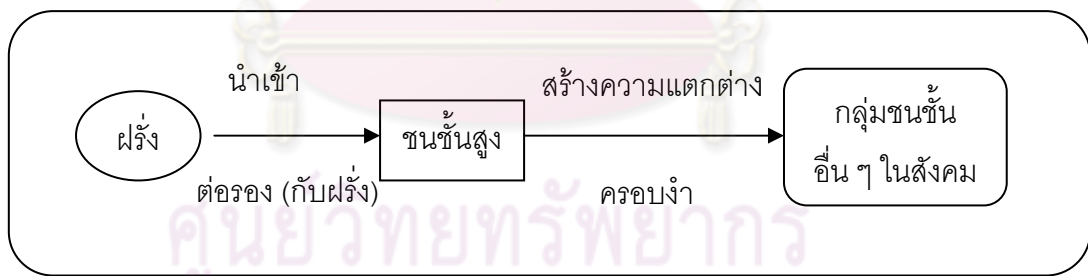 นำเข้า
สร้างความแตกต่าง
ฝรั่ง
ชนชั้นสูง
กลุ่มชนชั้น
อื่น ๆ ในสังคม
ต่อรอง (กับฝรั่ง)
ครอบงำ
ศูนย์วิทยทรัพยากร